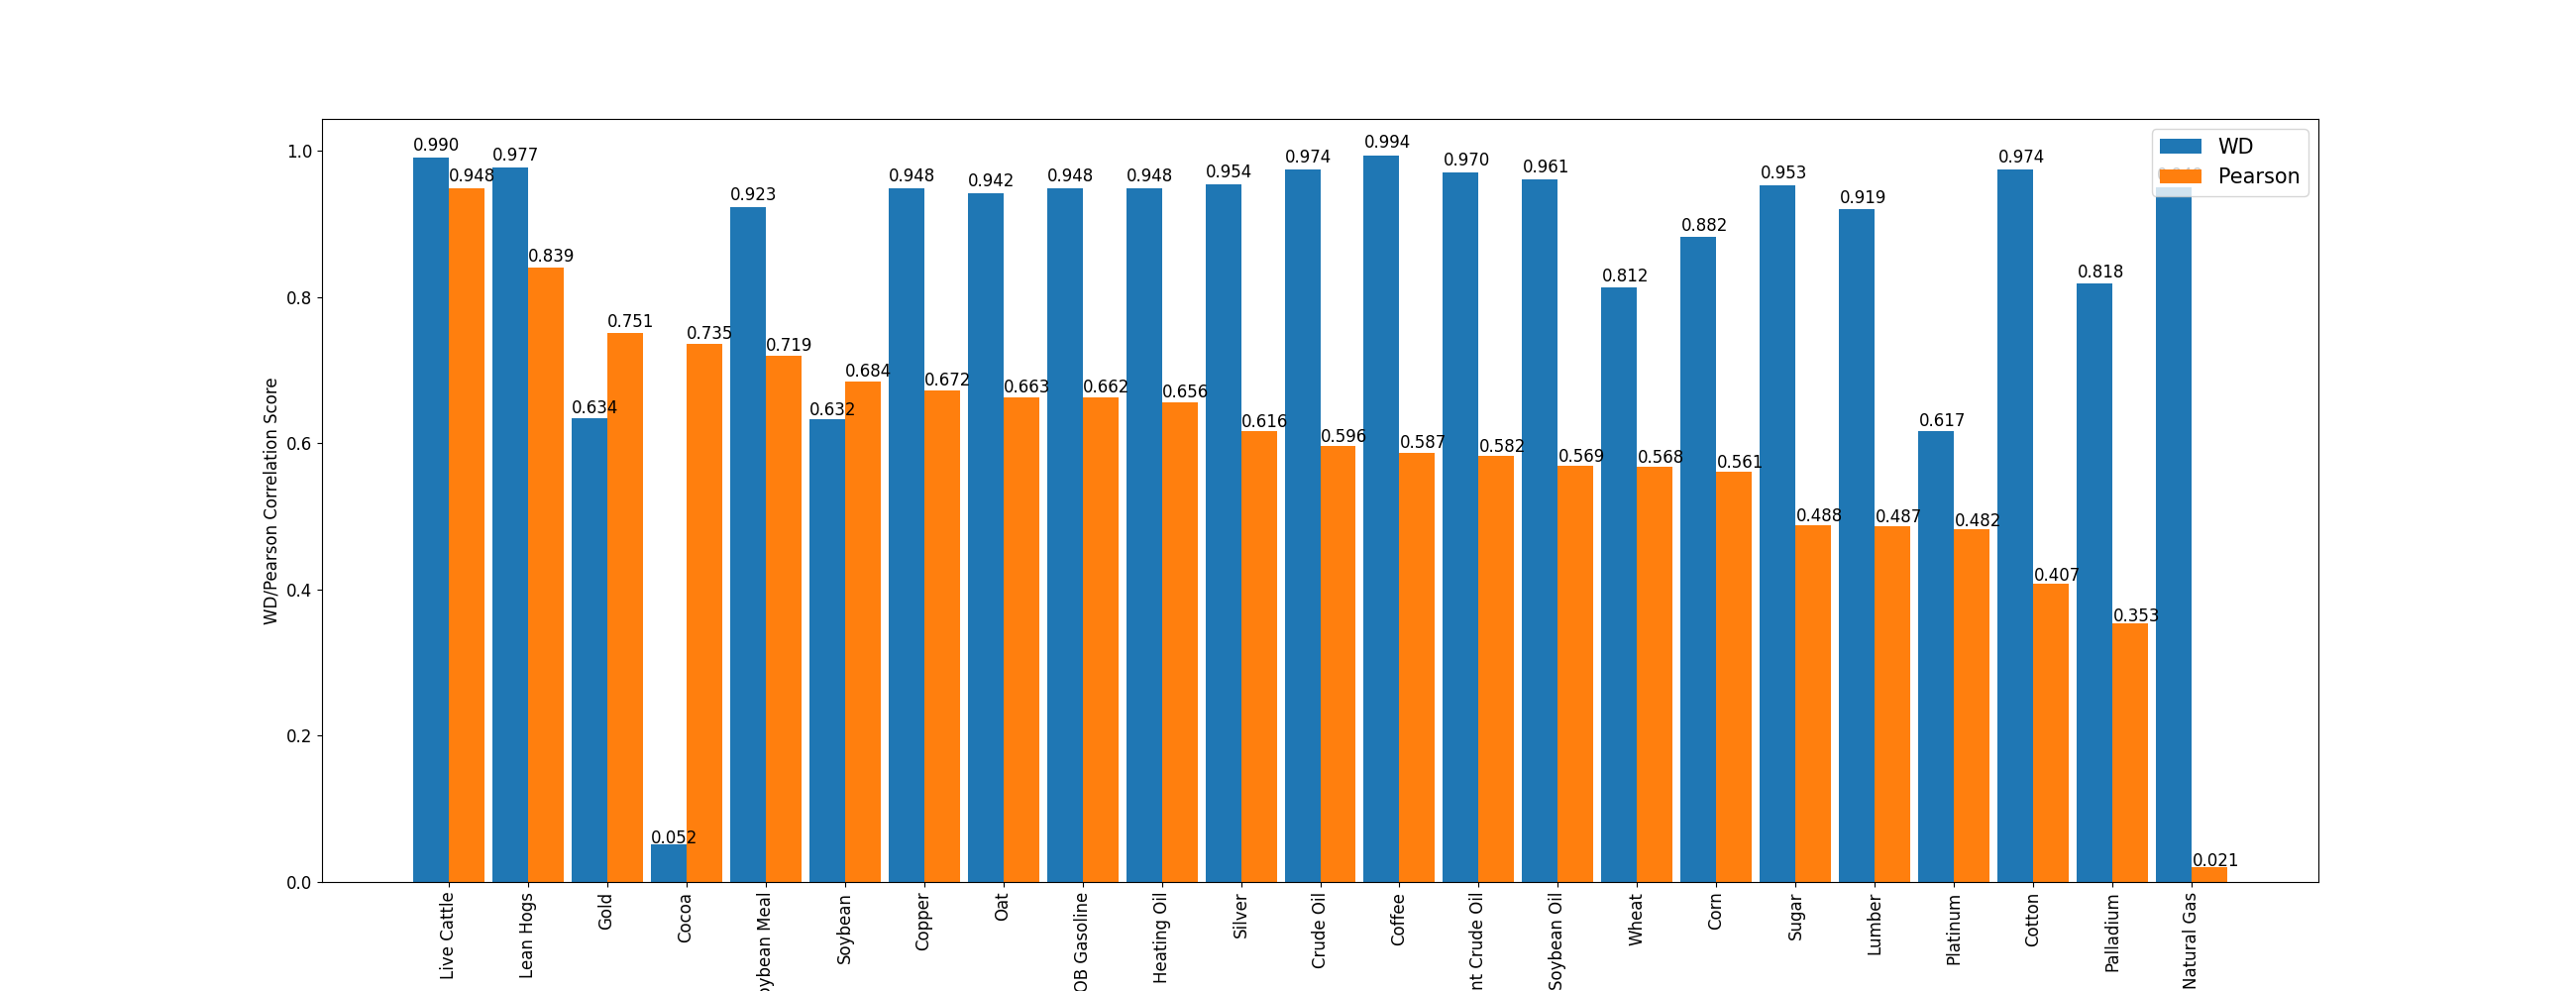 WD
Pearson
WD/Pearson Correlation Score
1.0
0.8
0.6
0.4
0.2
0.0
0.990
0.948
0.977
0.839
0.634
0.751
0.052
0.735
0.923
0.719
0.632
0.684
0.948
0.672
0.942
0.663
0.948
0.662
0.948
0.656
0.954
0.616
0.974
0.596
0.994
0.587
0.970
0.582
0.961
0.569
0.812
0.568
0.882
0.561
0.953
0.488
0.919
0.487
0.617
0.482
0.974
0.407
0.818
0.353
0.021
Live Cattle
Lean Hogs
Gold
Cocoa
oybean Meal
Soybean
Copper
Oat
OB Gasoline
Heating Oil
Silver
Crude Oil
Coffee
nt Crude Oil
Soybean Oil
Wheat
Corn
Sugar
Lumber
Platinum
Cotton
Palladium
Natural Gas